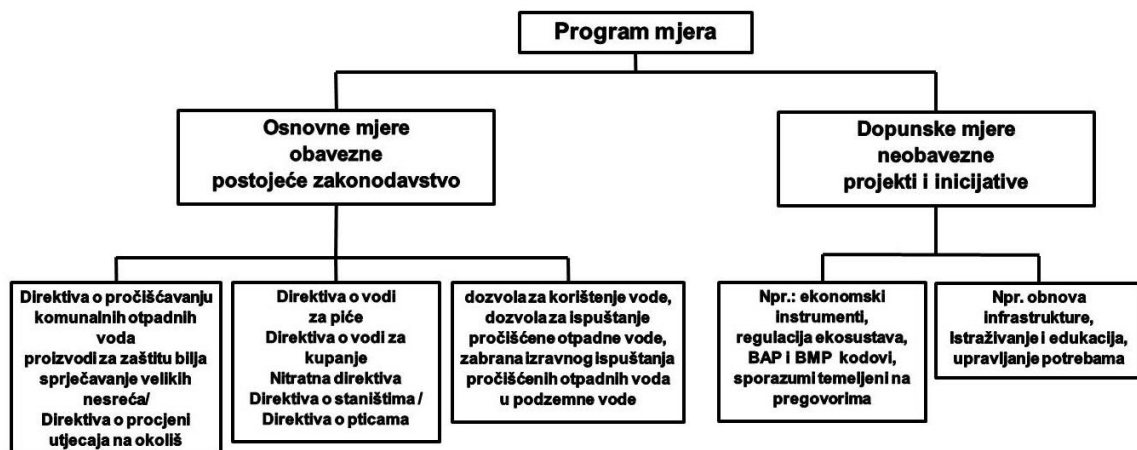 Program mjera
Osnovne mjere
obavezne
postojeće zakonodavstvo
Dopunske mjere
neobavezne
projekti i inicijative
Direktiva o pročišćavanju
komunalnih otpadnih
voda
proizvodi za zaštitu bilja
sprječavanje velikih
nesreća/
Direktiva o procjeni
utjecaja na okoliš
Direktiva o vodi
za piće
Direktiva o vodi za
kupanje
Nitratna direktiva
Direktiva o staništima /
Direktiva o pticama
dozvola za korištenje vode,
dozvola za ispuštanje
pročišćene otpadne vode,
zabrana izravnog ispuštanja
pročišćenih otpadnih voda
u podzemne vode
Npr.: ekonomski
instrumenti,
regulacija ekosustava,
BAP i BMP kodovi,
sporazumi temeljeni na
pregovorima
Npr. obnova
infrastrukture,
istraživanje i edukacija,
upravljanje potrebama